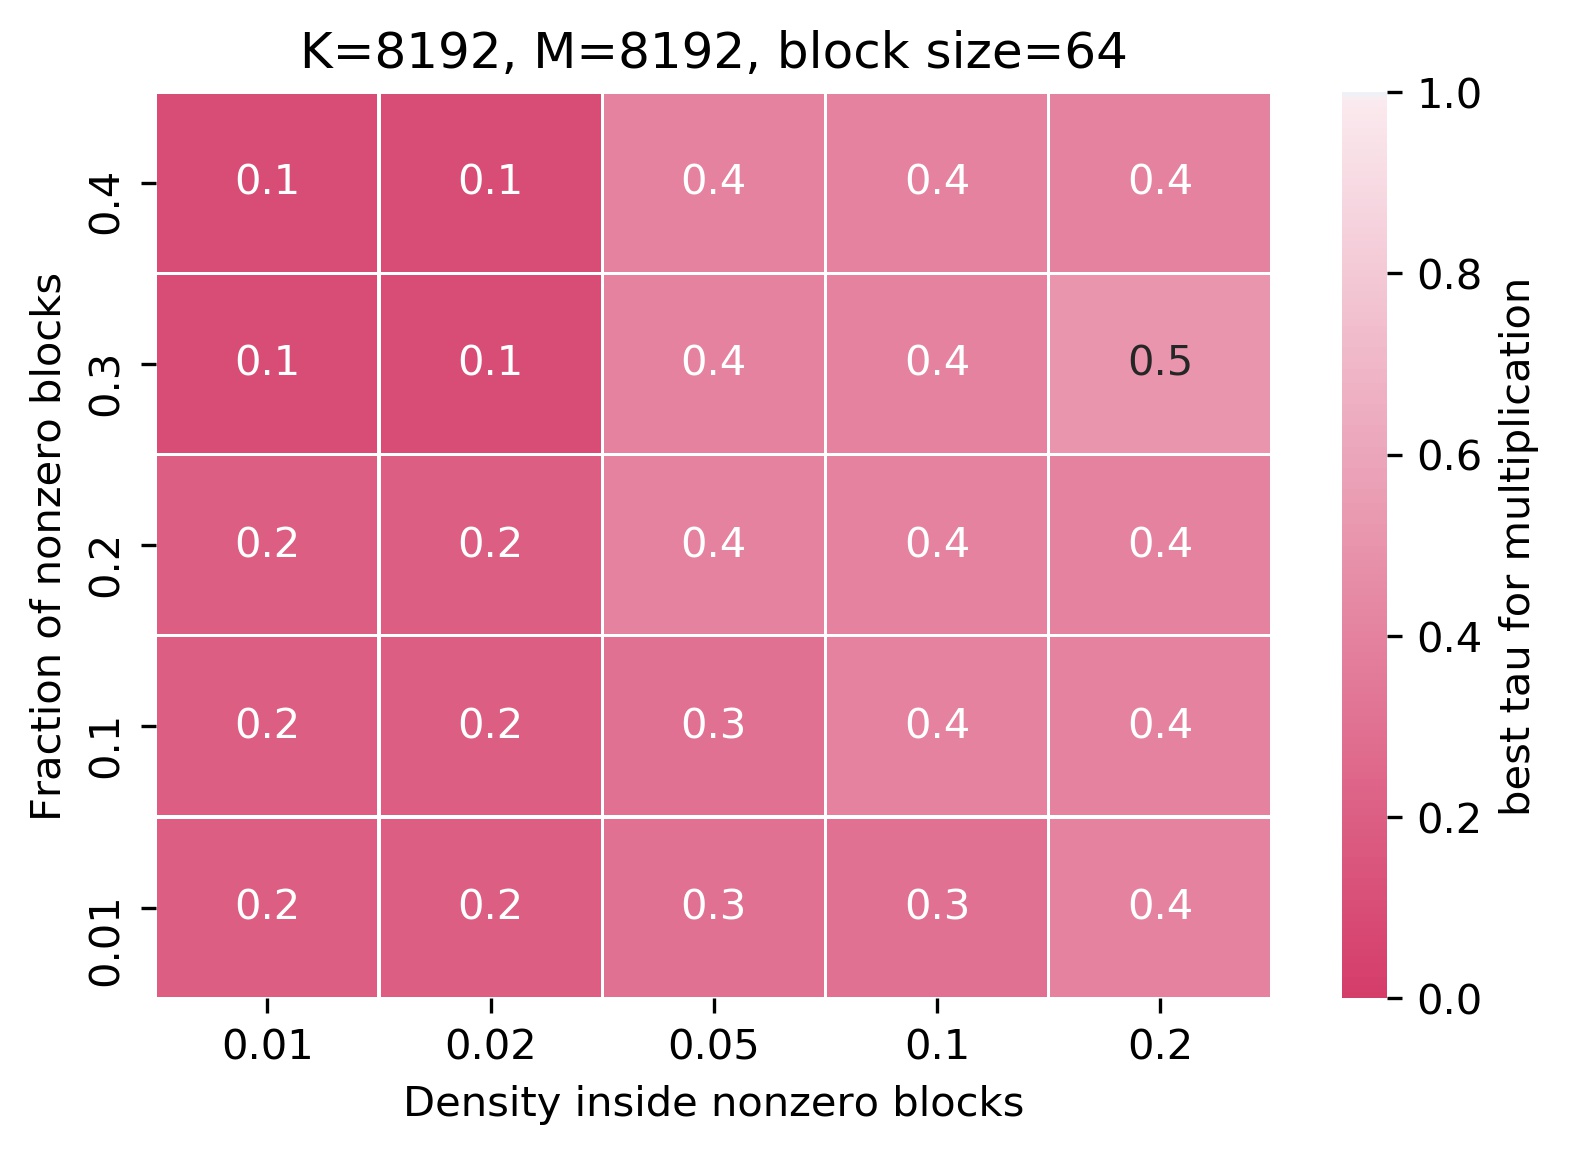 K=8192, M=8192, block size=64
Fraction of nonzero blocks
0.4 0.1 0.1 0.4 0.4 0.4
0.3 0.1 0.1 0.4 0.4 0.5
0.2 0.2 0.2 0.4 0.4 0.4
0.1 0.2 0.2 0.3 0.4 0.4
0.01 0.2 0.2 0.3 0.3 0.4
0.01 0.02 0.05 0.1 0.2
Density inside nonzero blocks
1.0
0.8
0.6
0.4
0.2
0.0
best tau for multiplication